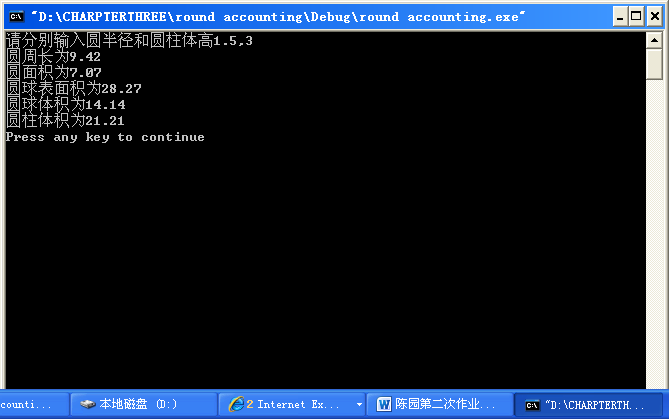 "D:\CHARPTERTHREE\round accounting\Debug\round accounting.exe"
请分别输入圆半径和圆柱体高1.5,3
圆周长为9.42
圆面积为7.07
圆球表面积为28.27
圆球体积为14.14
圆柱体积为21.21
Press any key to continue
counti...
本地磁盘 (D:)
2 Internet Ex...
陈园第二次作业...
"D:\CHARPTERTH...